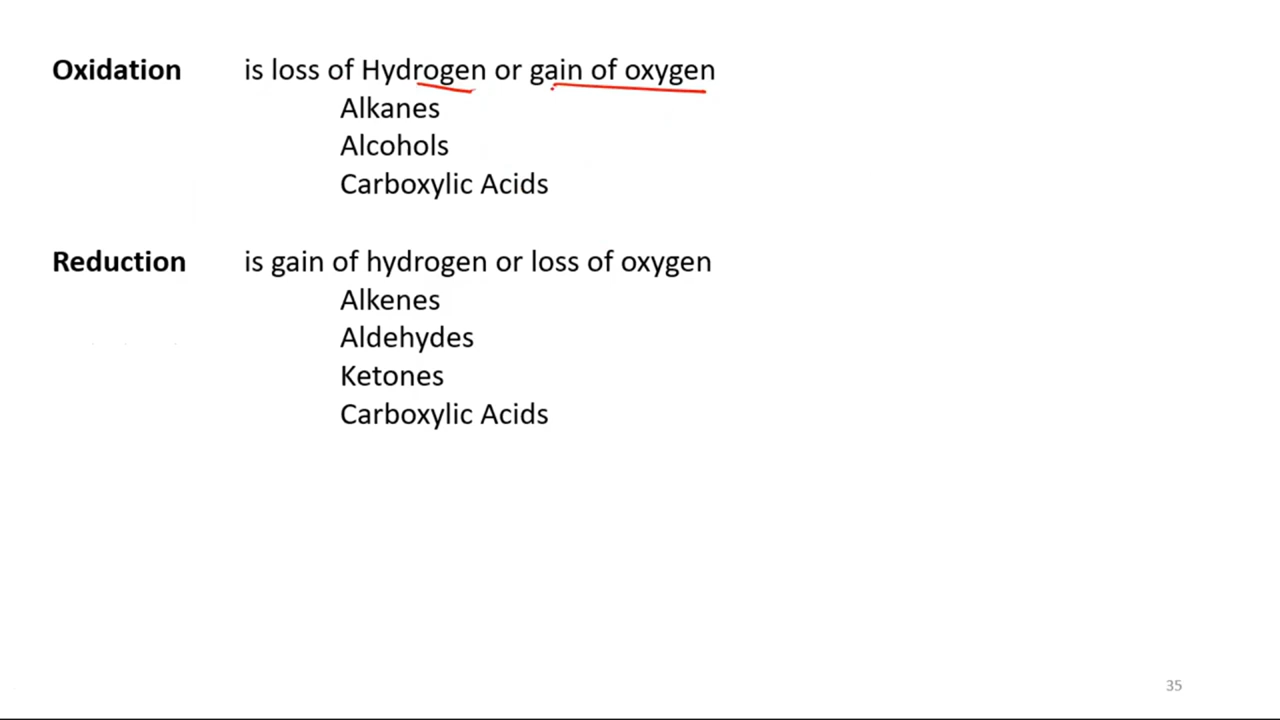 Oxidation is loss of Hydrogen or gain of oxygen
Alkanes
Alcohols
Carboxylic Acids
Reduction is gain of hydrogen or loss of oxygen
Alkenes
Aldehydes
Ketones
Carboxylic Acids
35